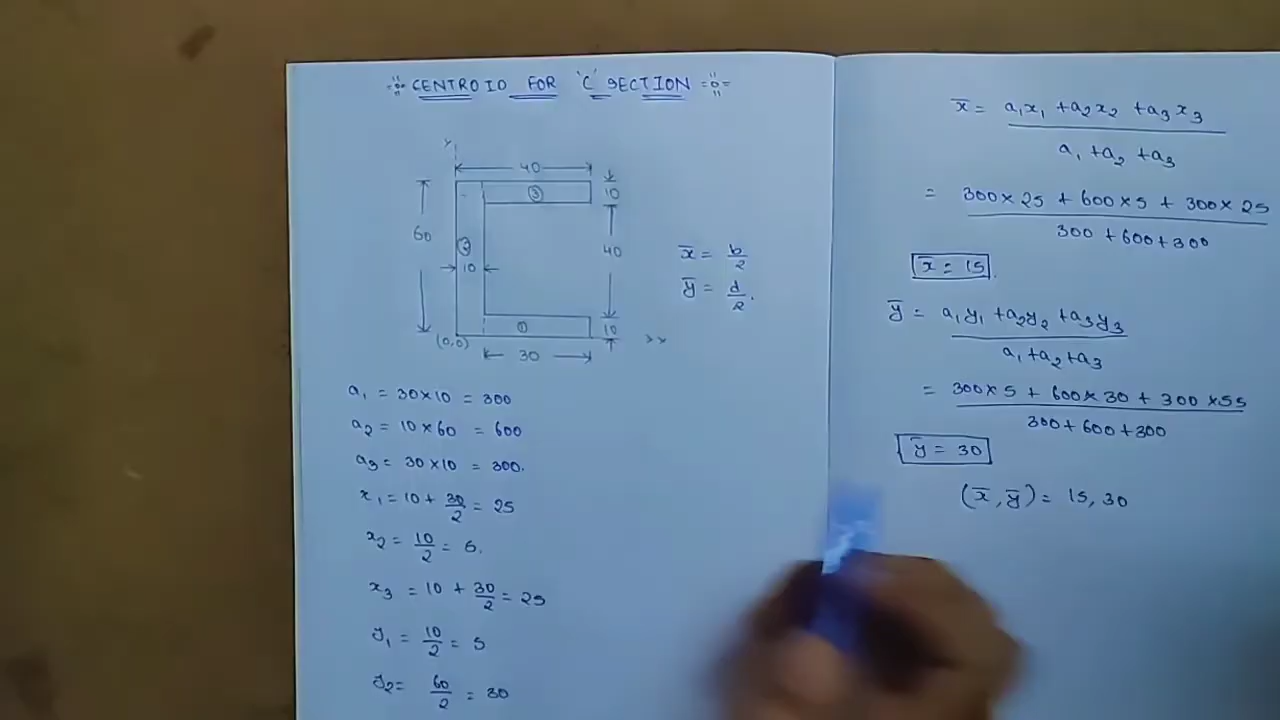 CENTROID FOR 'C' SECTION
Y
40
③
10
60
②
10
40
x̄ = b/2
ȳ = d/2.
①
10
(0,0)
30
x
a₁ = 30×10 = 300
a₂ = 10×60 = 600
a₃ = 30×10 = 300.
x₁ = 10 + 30/2 = 25
x₂ = 10/2 = 5.
x₃ = 10 + 30/2 = 25
y₁ = 10/2 = 5
y₂ = 60/2 = 30
x̄ = a₁x₁ + a₂x₂ + a₃x₃
a₁ + a₂ + a₃
= 300×25 + 600×5 + 300×25
300 + 600 + 300
x̄ = 15.
ȳ = a₁y₁ + a₂y₂ + a₃y₃
a₁ + a₂ + a₃
= 300×5 + 600×30 + 300×55
300 + 600 + 300
ȳ = 30
(x̄, ȳ) = 15, 30